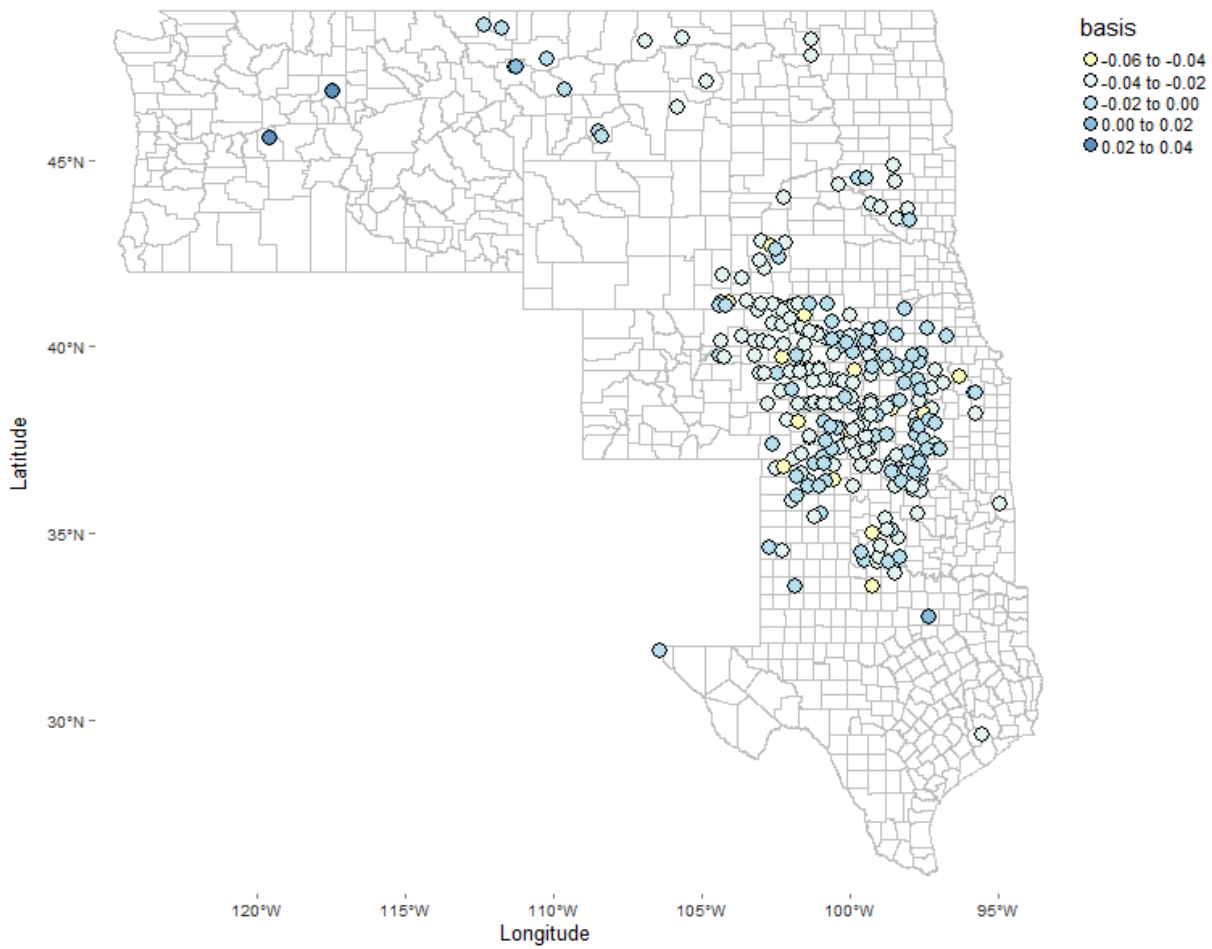 basis
-0.06 to -0.04
-0.04 to -0.02
-0.02 to 0.00
0.00 to 0.02
0.02 to 0.04
45°N
40°N
35°N
30°N
Latitude
120°W 115°W 110°W 105°W 100°W 95°W
Longitude